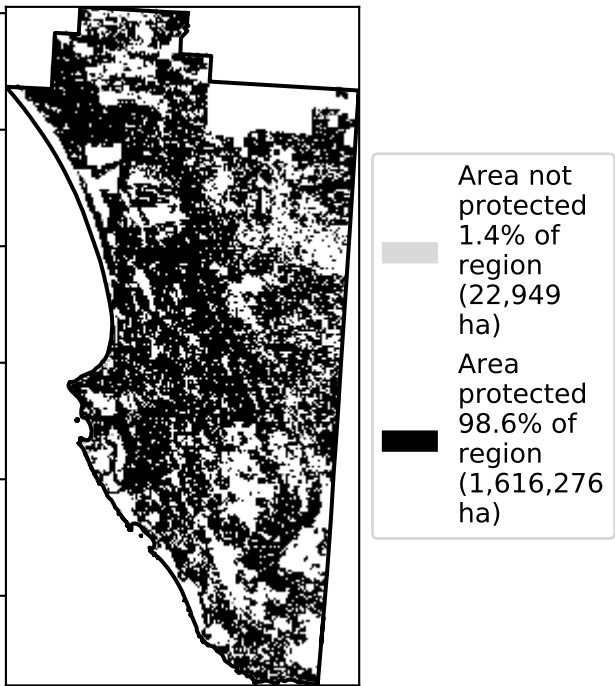 Area not
protected
1.4% of
region
(22,949
ha)
Area
protected
98.6% of
region
(1,616,276
ha)